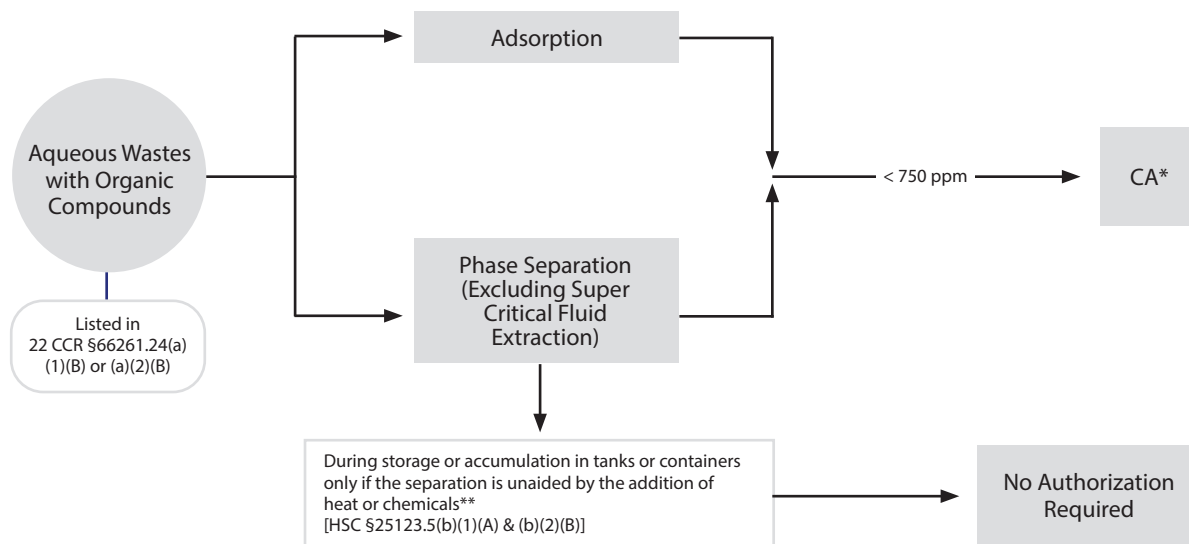 Adsorption
Aqueous Wastes
with Organic
Compounds
< 750 ppm
CA*
Phase Separation
(Excluding Super
Critical Fluid
Extraction)
Listed in
22 CCR §66261.24(a)
(1)(B) or (a)(2)(B)
During storage or accumulation in tanks or containers
only if the separation is unaided by the addition of
heat or chemicals**
[HSC §25123.5(b)(1)(A) & (b)(2)(B)]
No Authorization
Required